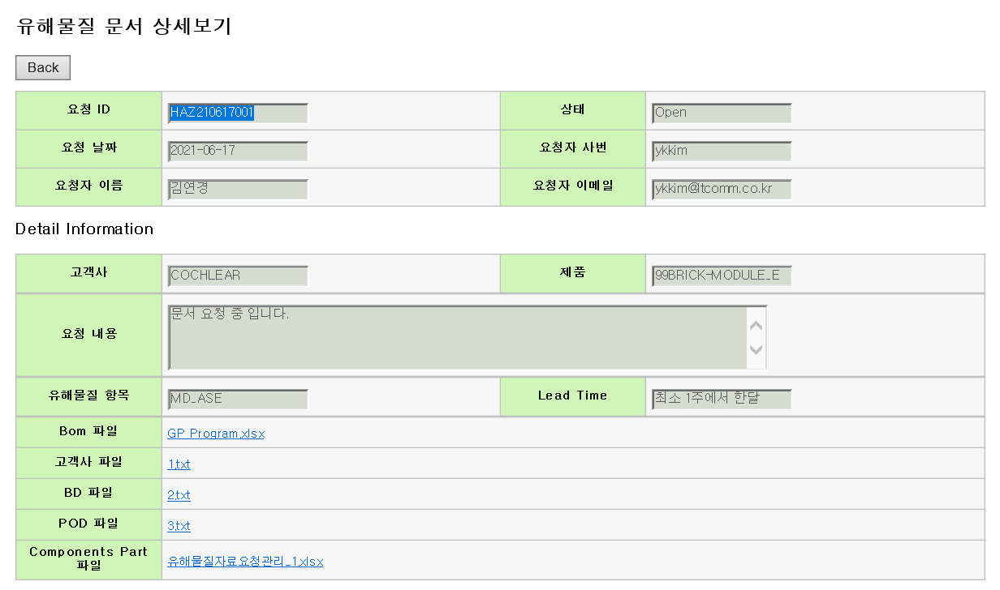 유해물질 문서 상세보기
Back
요청 ID HAZ210617001 상태 Open
요청 날짜 2021-06-17 요청자 사번 ykkim
요청자 이름 김연경 요청자 이메일 ykkim@tcomm.co.kr
Detail Information
고객사 COCHLEAR 제품 99BRICK-MODULE_E
요청 내용 문서 요청 중 입니다.
유해물질 항목 MD_ASE Lead Time 최소 1주에서 한달
Bom 파일 GP Program.xlsx
고객사 파일 1.txt
BD 파일 2.txt
POD 파일 3.txt
Components Part
파일 유해물질자료요청관리_1.xlsx